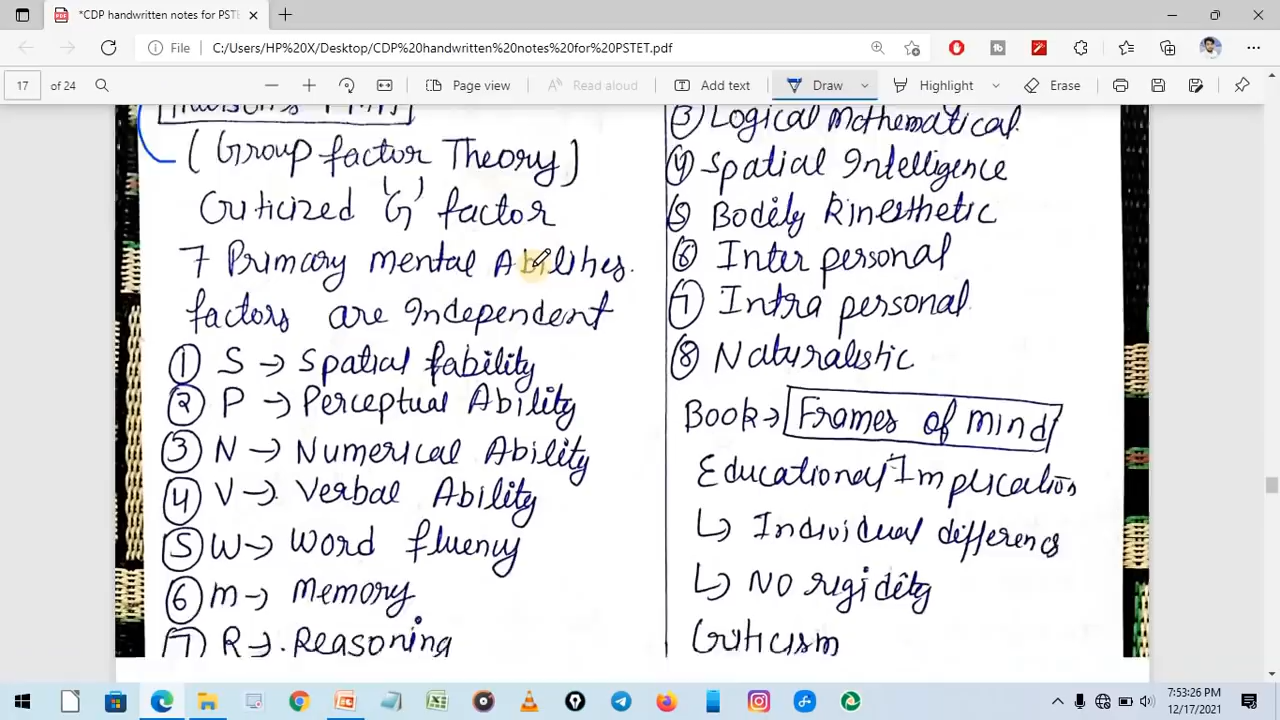 *CDP handwritten notes for PSTE
File
C:/Users/HP%20X/Desktop/CDP%20handwritten%20notes%20for%20PSTET.pdf
17 of 24
Page view
Read aloud
Add text
Draw
Highlight
Erase
(Group factor Theory)
Criticized 'G' factor
7 Primary mental Abilities.
factors are Independent
① S → Spatial fability
② P → Perceptual Ability
③ N → Numerical Ability
④ V → Verbal Ability
⑤ W → Word fluency
⑥ M → Memory
⑦ R → Reasoning
③ Logical Mathematical
④ Spatial Intelligence
⑤ Bodily Kinesthetic
⑥ Inter personal
⑦ Intra personal
⑧ Naturalistic
Book → Frames of Mind
Educational Implication
↳ Individual differencs
↳ No rigidity
Criticism
7:53:26 PM
12/17/2021